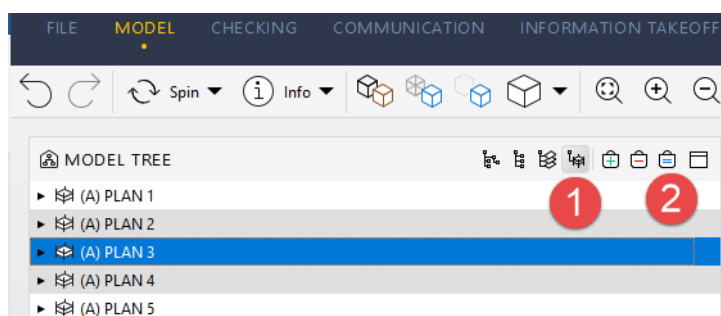 FILE MODEL CHECKING COMMUNICATION INFORMATION TAKEOFF
Spin Info
MODEL TREE
1 2
(A) PLAN 1
(A) PLAN 2
(A) PLAN 3
(A) PLAN 4
(A) PLAN 5